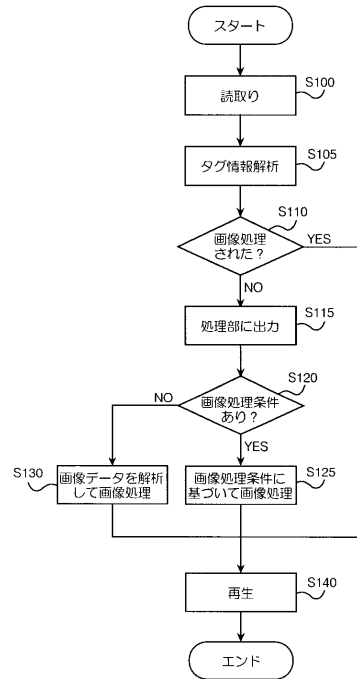 スタート
読取り
S100
タグ情報解析
S105
画像処理
された？
S110
YES
NO
処理部に出力
S115
画像処理条件
あり？
S120
NO
YES
画像データを解析
して画像処理
S130
画像処理条件に
基づいて画像処理
S125
再生
S140
エンド